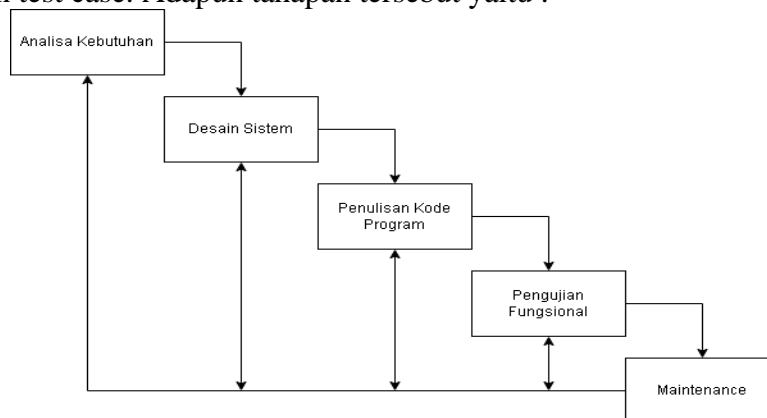 test case. Adapun tahapan tersebut yaitu :
Analisa Kebutuhan
Desain Sistem
Penulisan Kode
Program
Pengujian
Fungsional
Maintenance